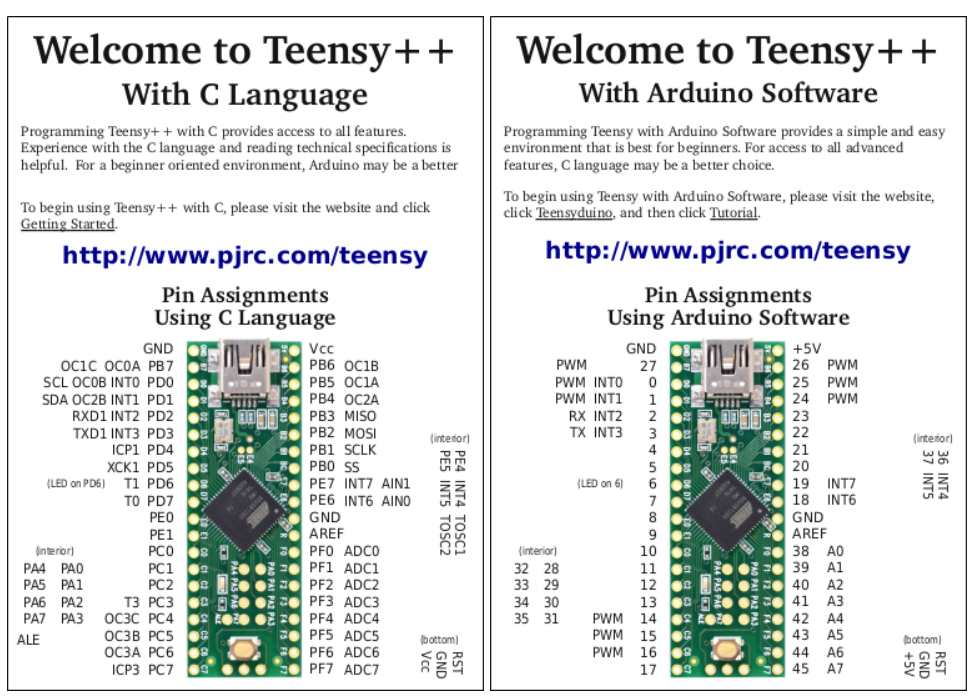 Welcome to Teensy++
With C Language
Programming Teensy++ with C provides access to all features.
Experience with the C language and reading technical specifications is
helpful. For a beginner oriented environment, Arduino may be a better
To begin using Teensy++ with C, please visit the website and click
Getting Started.
http://www.pjrc.com/teensy
Pin Assignments
Using C Language
GND Vcc
OC1C OC0A PB7 PB6 OC1B
SCL OC0B INT0 PD0 PB5 OC1A
SDA OC2B INT1 PD1 PB4 OC2A
RXD1 INT2 PD2 PB3 MISO
TXD1 INT3 PD3 PB2 MOSI
ICP1 PD4 PB1 SCLK
XCK1 PD5 PB0 SS
(LED on PD6) T1 PD6 PE7 INT7 AIN1
T0 PD7 PE6 INT6 AIN0
PE0 GND
PE1 AREF
PC0 PF0 ADC0
(interior)
PA4 PA0 PC1 PF1 ADC1
PA5 PA1 PC2 PF2 ADC2
PA6 PA2 T3 PC3 PF3 ADC3
PA7 PA3 OC3C PC4 PF4 ADC4
ALE OC3B PC5 PF5 ADC5
OC3A PC6 PF6 ADC6
ICP3 PC7 PF7 ADC7
(interior)
PE4 INT4 TOSC1
PE5 INT5 TOSC2
(bottom)
RST
GND
Vcc
Welcome to Teensy++
With Arduino Software
Programming Teensy with Arduino Software provides a simple and easy
environment that is best for beginners. For access to all advanced
features, C language may be a better choice.
To begin using Teensy with Arduino Software, please visit the website,
click Teensyduino, and then click Tutorial.
http://www.pjrc.com/teensy
Pin Assignments
Using Arduino Software
GND +5V
PWM 27 26 PWM
PWM INT0 0 25 PWM
PWM INT1 1 24 PWM
RX INT2 2 23
TX INT3 3 22
4 21
5 20
(LED on 6) 6 19 INT7
7 18 INT6
8 GND
9 AREF
10 38 A0
(interior)
32 28 11 39 A1
33 29 12 40 A2
34 30 13 41 A3
35 31 PWM 14 42 A4
PWM 15 43 A5
PWM 16 44 A6
17 45 A7
(interior)
36 INT4
37 INT5
(bottom)
RST
GND
+5V